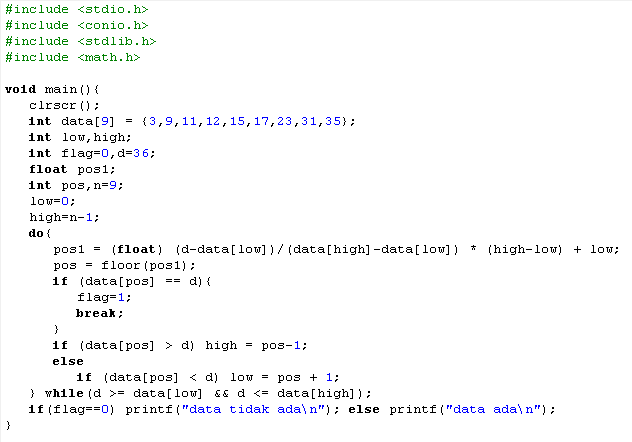 #include <stdio.h>
#include <conio.h>
#include <stdlib.h>
#include <math.h>
void main(){
clrscr();
int data[9] = {3,9,11,12,15,17,23,31,35};
int low,high;
int flag=0,d=36;
float pos1;
int pos,n=9;
low=0;
high=n-1;
do{
pos1 = (float) (d-data[low])/(data[high]-data[low]) * (high-low) + low;
pos = floor(pos1);
if (data[pos] == d){
flag=1;
break;
}
if (data[pos] > d) high = pos-1;
else
if (data[pos] < d) low = pos + 1;
} while(d >= data[low] && d <= data[high]);
if(flag==0) printf("data tidak ada\n"); else printf("data ada\n");
}